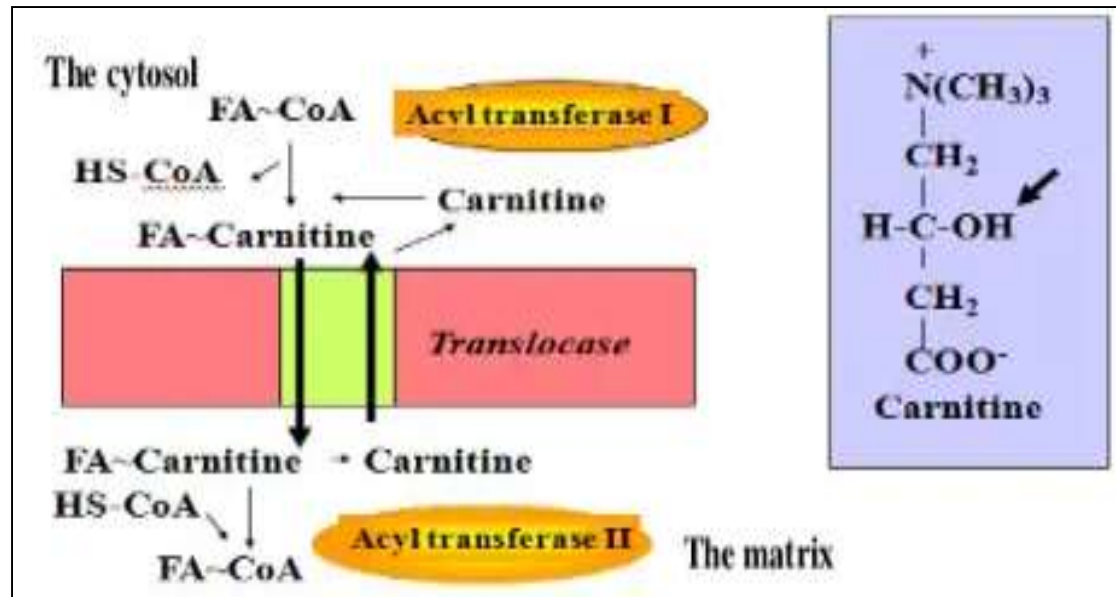 The cytosol
FA~CoA
Acyl transferase I
HS-CoA
Carnitine
FA~Carnitine
Translocase
FA~Carnitine
Carnitine
HS-CoA
FA~CoA
Acyl transferase II
The matrix
+
N(CH₃)₃
CH₂
H-C-OH
CH₂
COO⁻
Carnitine